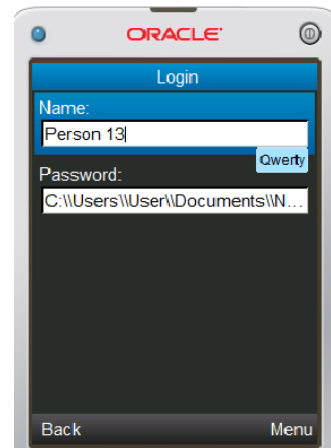 ORACLE
Login
Name:
Person 13
Qwerty
Password:
C:\\Users\\User\\Documents\\N...
Back Menu